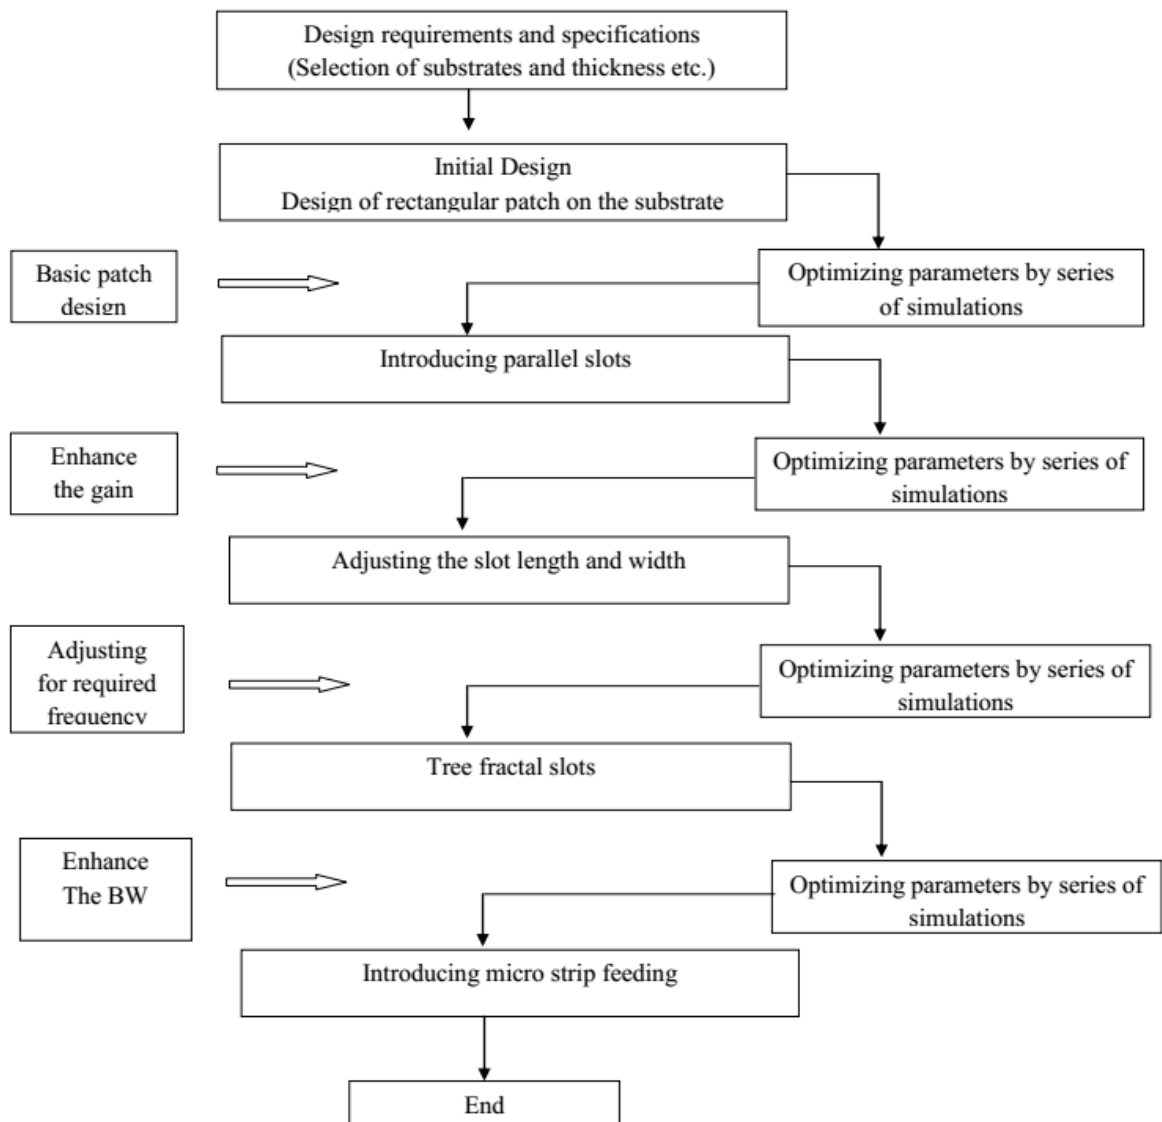 Design requirements and specifications
(Selection of substrates and thickness etc.)
Initial Design
Design of rectangular patch on the substrate
Basic patch
design
Optimizing parameters by series
of simulations
Introducing parallel slots
Enhance
the gain
Optimizing parameters by series of
simulations
Adjusting the slot length and width
Adjusting
for required
frequency
Optimizing parameters by series of
simulations
Tree fractal slots
Enhance
The BW
Optimizing parameters by series of
simulations
Introducing micro strip feeding
End